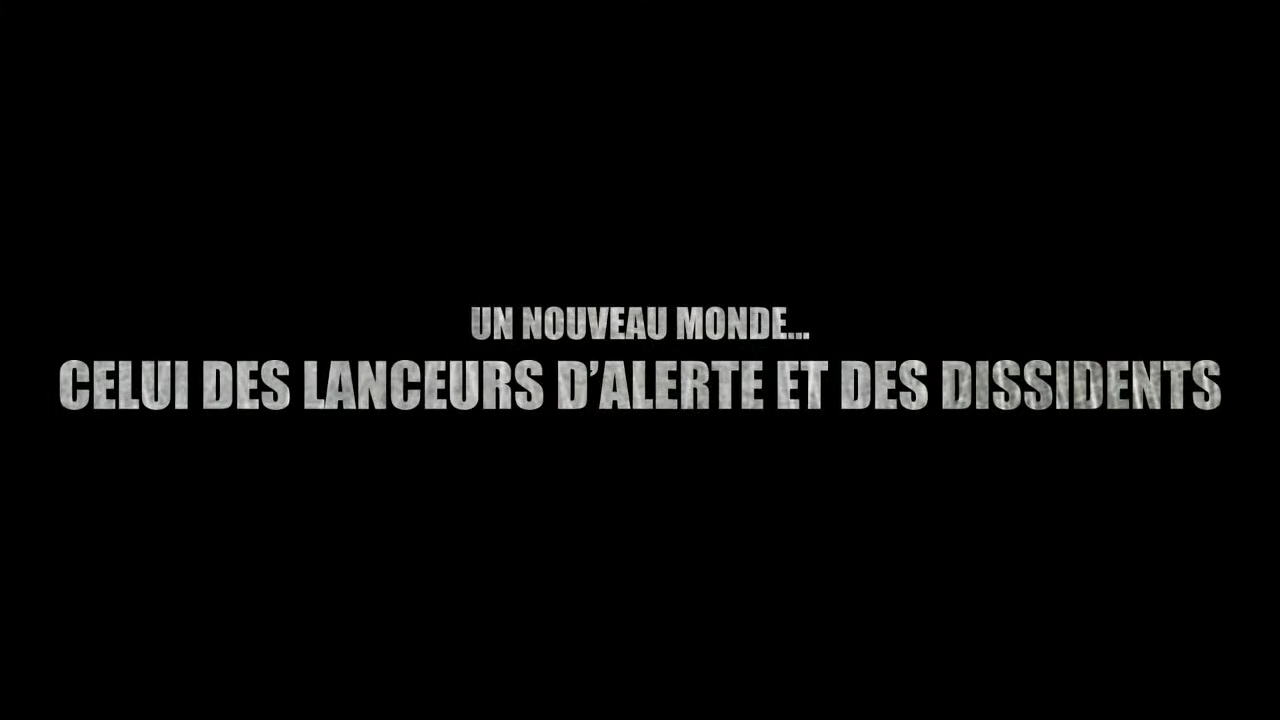 UN NOUVEAU MONDE...
CELUI DES LANCEURS D’ALERTE ET DES DISSIDENTS